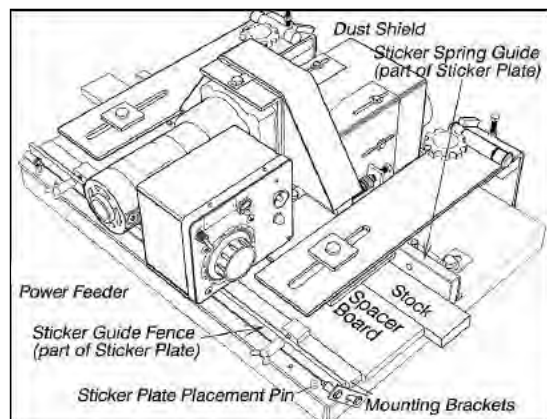 Dust Shield
Sticker Spring Guide
(part of Sticker Plate)
Power Feeder
Spacer
Board
Stock
Sticker Guide Fence
(part of Sticker Plate)
Sticker Plate Placement Pin
Mounting Brackets